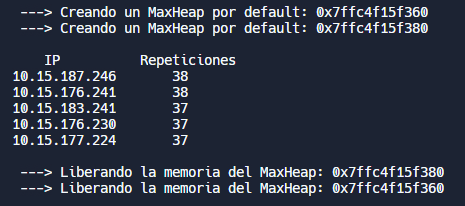 ---> Creando un MaxHeap por default: 0x7ffc4f15f360
---> Creando un MaxHeap por default: 0x7ffc4f15f380
IP Repeticiones
10.15.187.246 38
10.15.176.241 38
10.15.183.241 37
10.15.176.230 37
10.15.177.224 37
---> Liberando la memoria del MaxHeap: 0x7ffc4f15f380
---> Liberando la memoria del MaxHeap: 0x7ffc4f15f360